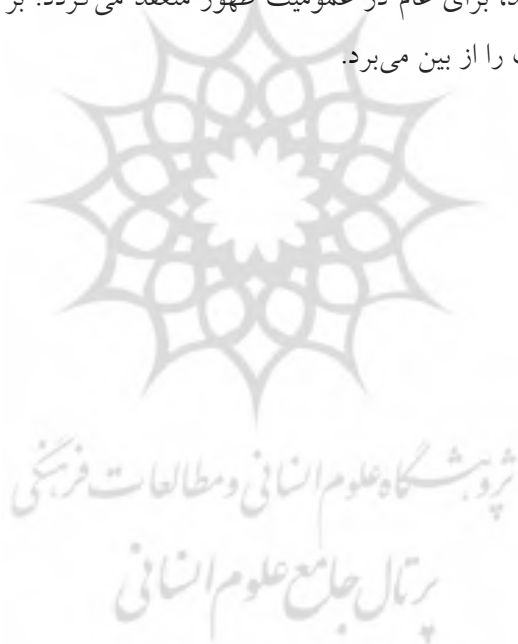 د، برای عام در عمومیت ظهور منعقد می‌گردد. بر
را از بین می‌برد.
پژوهشگاه علوم انسانی و مطالعات فرهنگی
پرتال جامع علوم انسانی